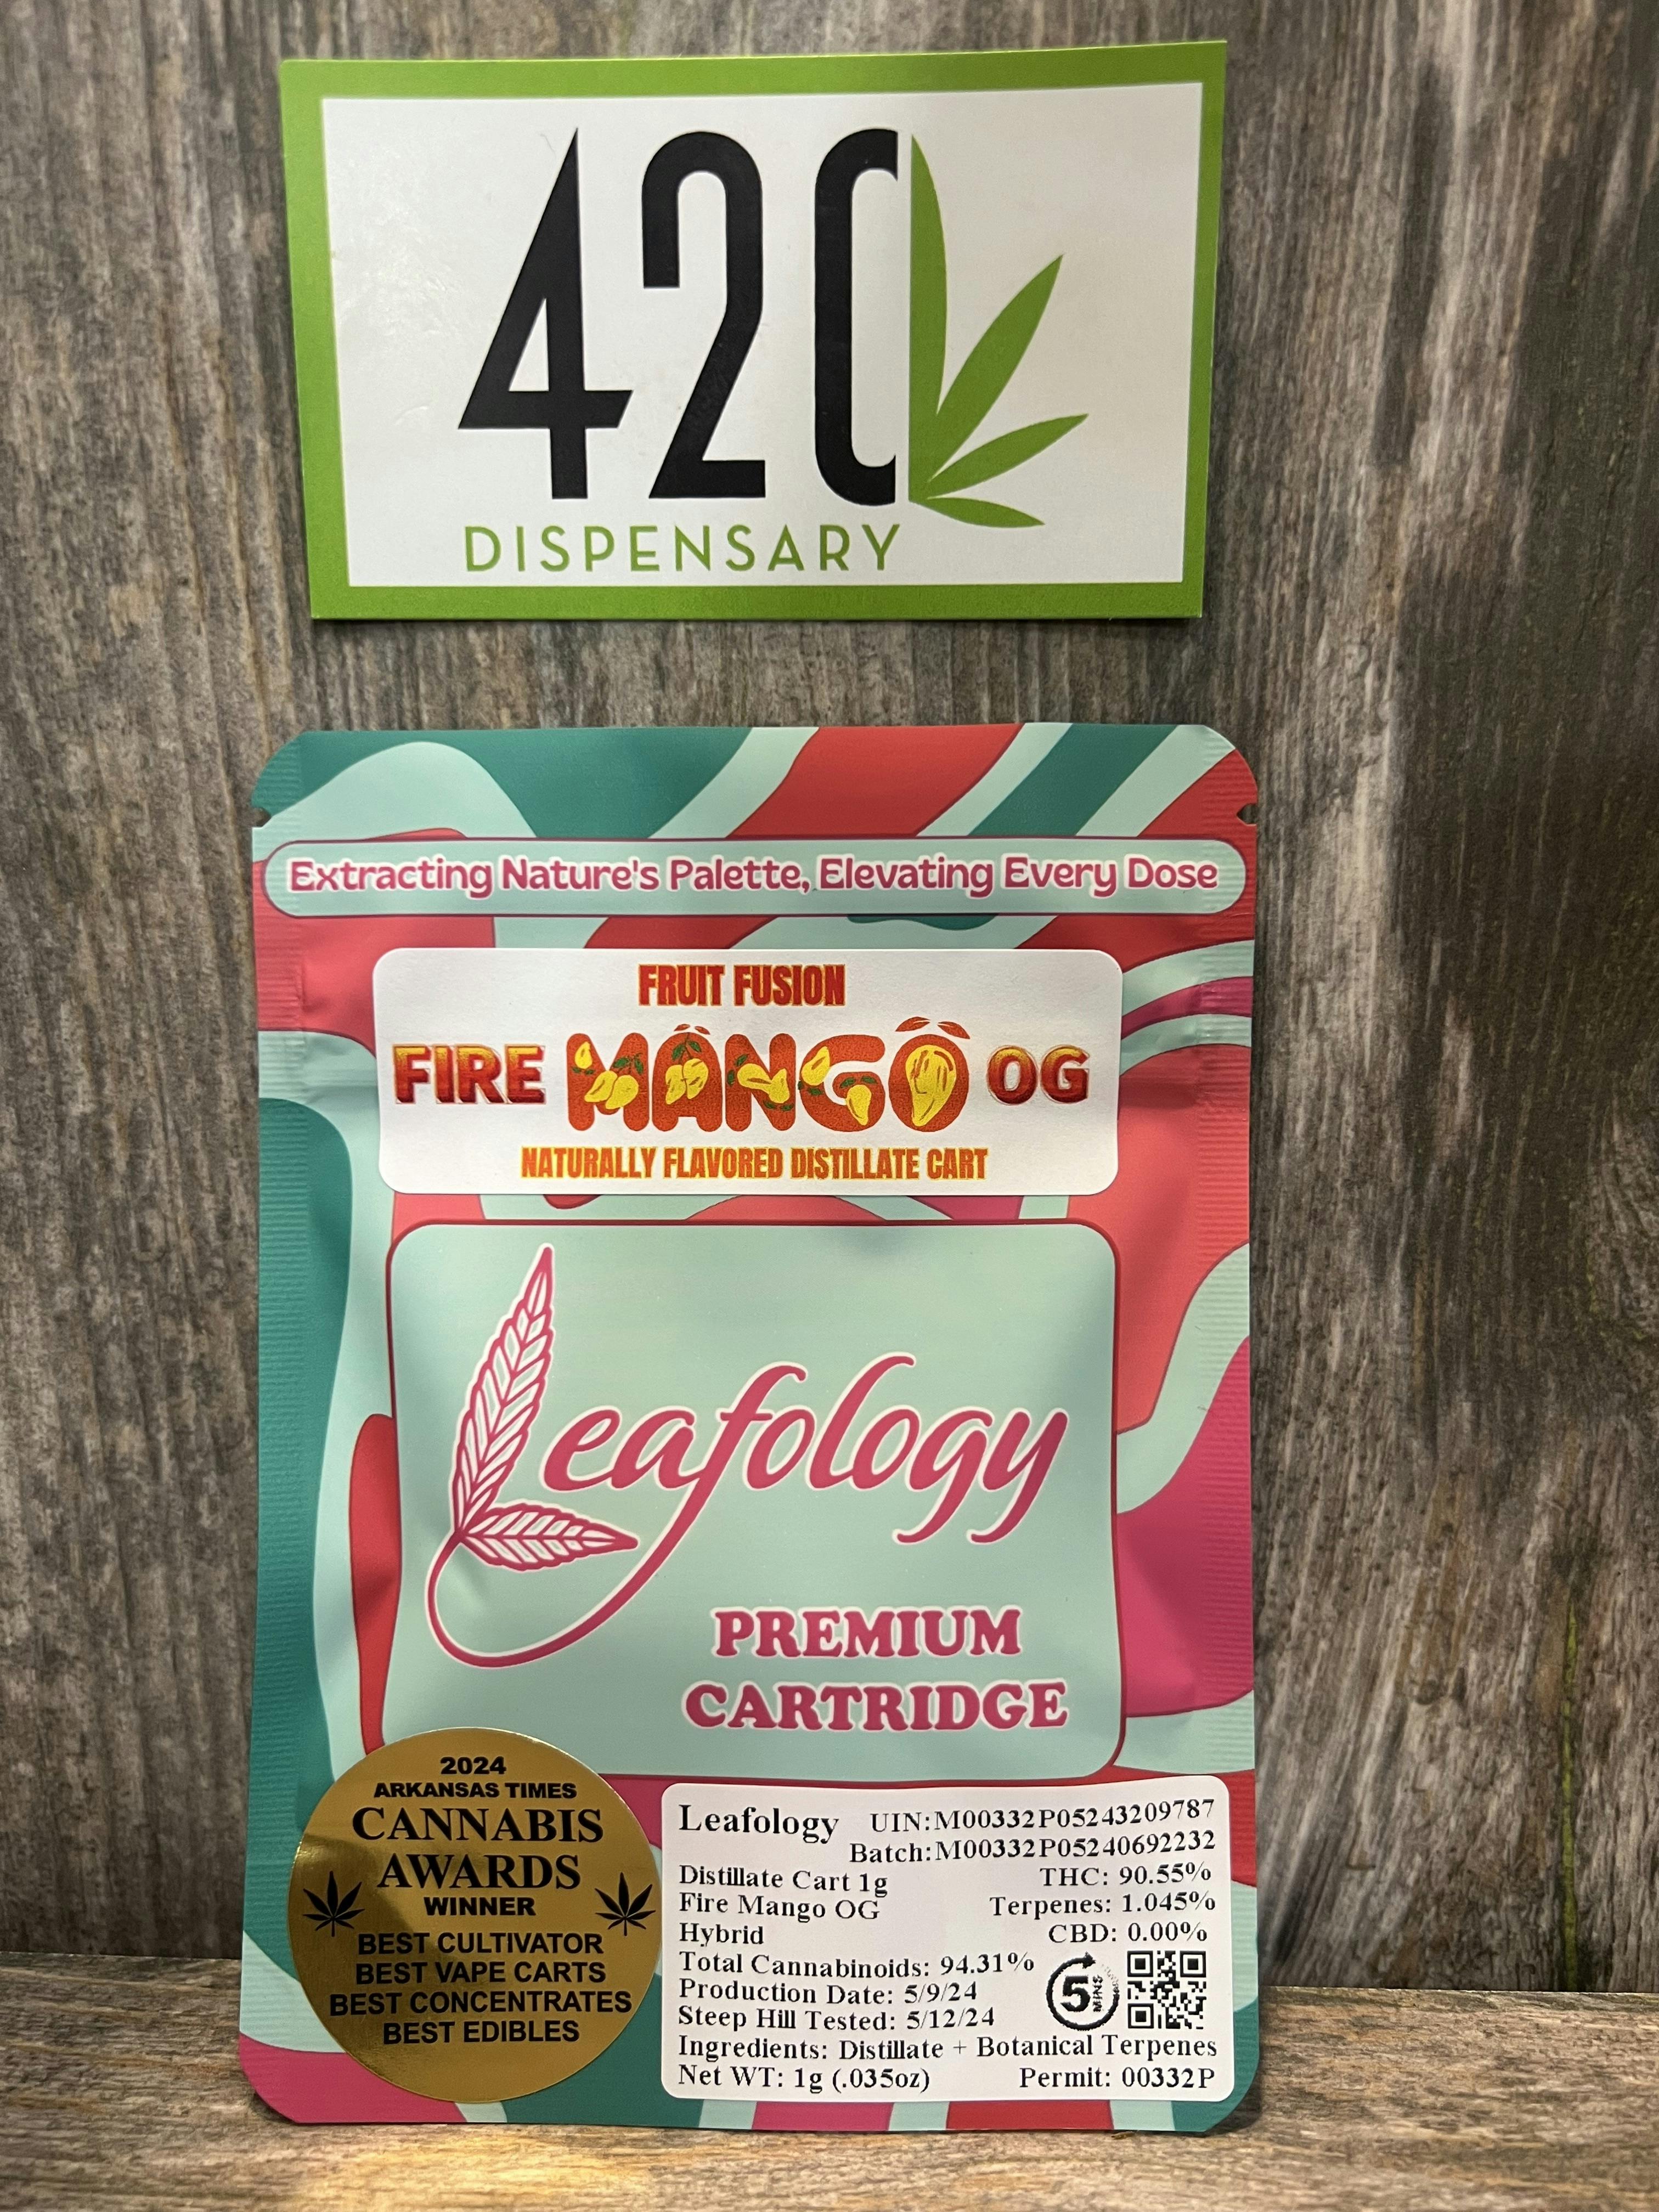 420
DISPENSARY
Extracting Nature's Palette, Elevating Every Dose
FRUIT FUSION
FIRE MANGO OG
NATURALLY FLAVORED DISTILLATE CART
Leafology
PREMIUM
CARTRIDGE
2024
ARKANSAS TIMES
CANNABIS
AWARDS
WINNER
BEST CULTIVATOR
BEST VAPE CARTS
BEST CONCENTRATES
BEST EDIBLES
Leafology UIN:M00332P05243209787
Batch:M00332P05240692232
Distillate Cart 1g THC: 90.55%
Fire Mango OG Terpenes: 1.045%
Hybrid CBD: 0.00%
Total Cannabinoids: 94.31%
Production Date: 5/9/24
5 MINS
Steep Hill Tested: 5/12/24
Ingredients: Distillate + Botanical Terpenes
Net WT: 1g (.035oz) Permit: 00332P